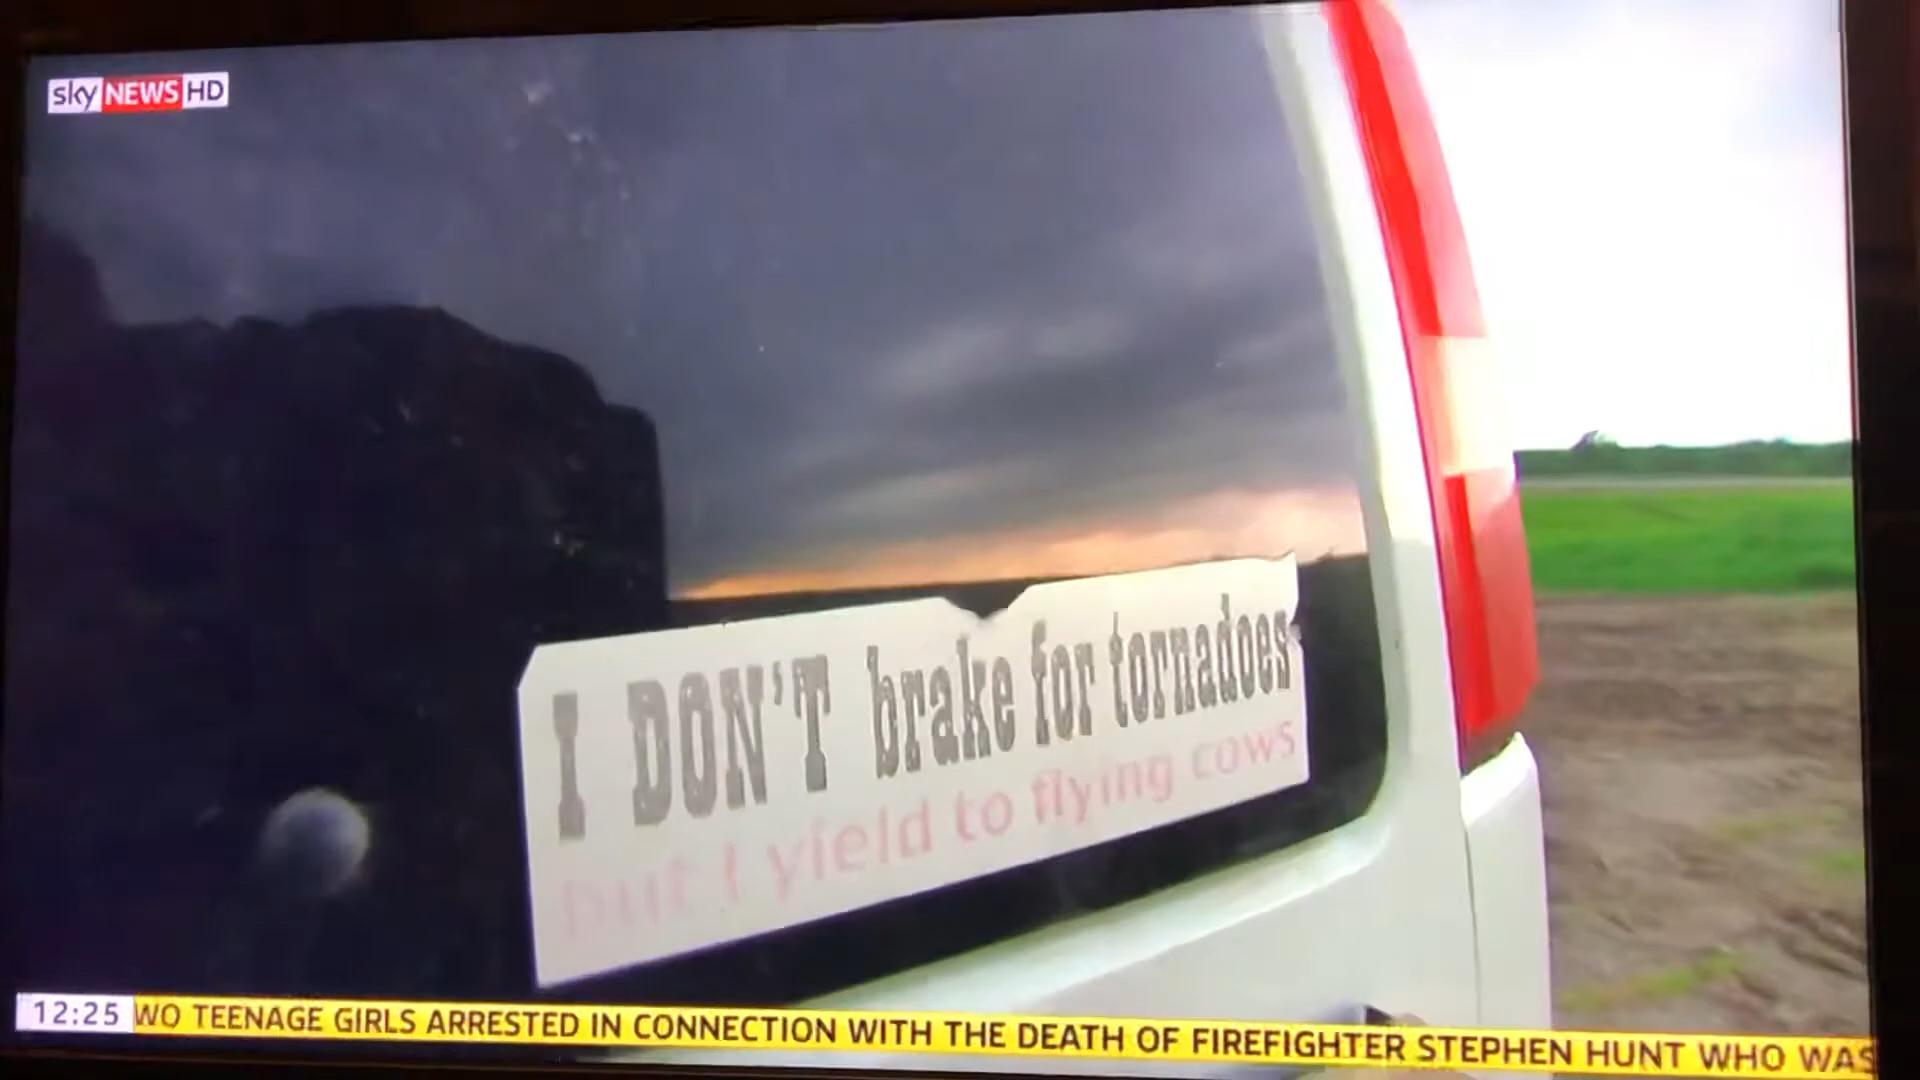 sky NEWS HD
I DON'T brake for tornadoes
but I yield to flying cows
12:25
WO TEENAGE GIRLS ARRESTED IN CONNECTION WITH THE DEATH OF FIREFIGHTER STEPHEN HUNT WHO WAS